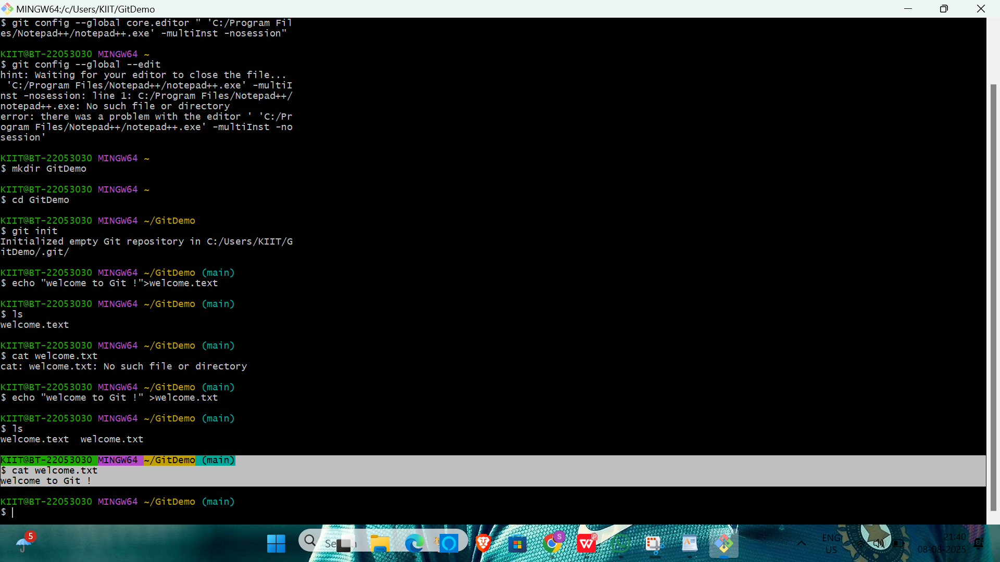 MINGW64:/c/Users/KIIT/GitDemo
$ git config --global core.editor " 'C:/Program Fil
es/Notepad++/notepad++.exe' -multiInst -nosession"
KIIT@BT-22053030 MINGW64 ~
$ git config --global --edit
hint: Waiting for your editor to close the file...
 'C:/Program Files/Notepad++/notepad++.exe' -multiI
nst -nosession: line 1: C:/Program Files/Notepad++/
notepad++.exe: No such file or directory
error: there was a problem with the editor ' 'C:/Pr
ogram Files/Notepad++/notepad++.exe' -multiInst -no
session'
KIIT@BT-22053030 MINGW64 ~
$ mkdir GitDemo
KIIT@BT-22053030 MINGW64 ~
$ cd GitDemo
KIIT@BT-22053030 MINGW64 ~/GitDemo
$ git init
Initialized empty Git repository in C:/Users/KIIT/G
itDemo/.git/
KIIT@BT-22053030 MINGW64 ~/GitDemo (main)
$ echo "welcome to Git !">welcome.text
KIIT@BT-22053030 MINGW64 ~/GitDemo (main)
$ ls
welcome.text
KIIT@BT-22053030 MINGW64 ~/GitDemo (main)
$ cat welcome.txt
cat: welcome.txt: No such file or directory
KIIT@BT-22053030 MINGW64 ~/GitDemo (main)
$ echo "welcome to Git !" >welcome.txt
KIIT@BT-22053030 MINGW64 ~/GitDemo (main)
$ ls
welcome.text  welcome.txt
KIIT@BT-22053030 MINGW64 ~/GitDemo (main)
$ cat welcome.txt
welcome to Git !
KIIT@BT-22053030 MINGW64 ~/GitDemo (main)
$
5
S
ENG
US
21:40
08-08-2025